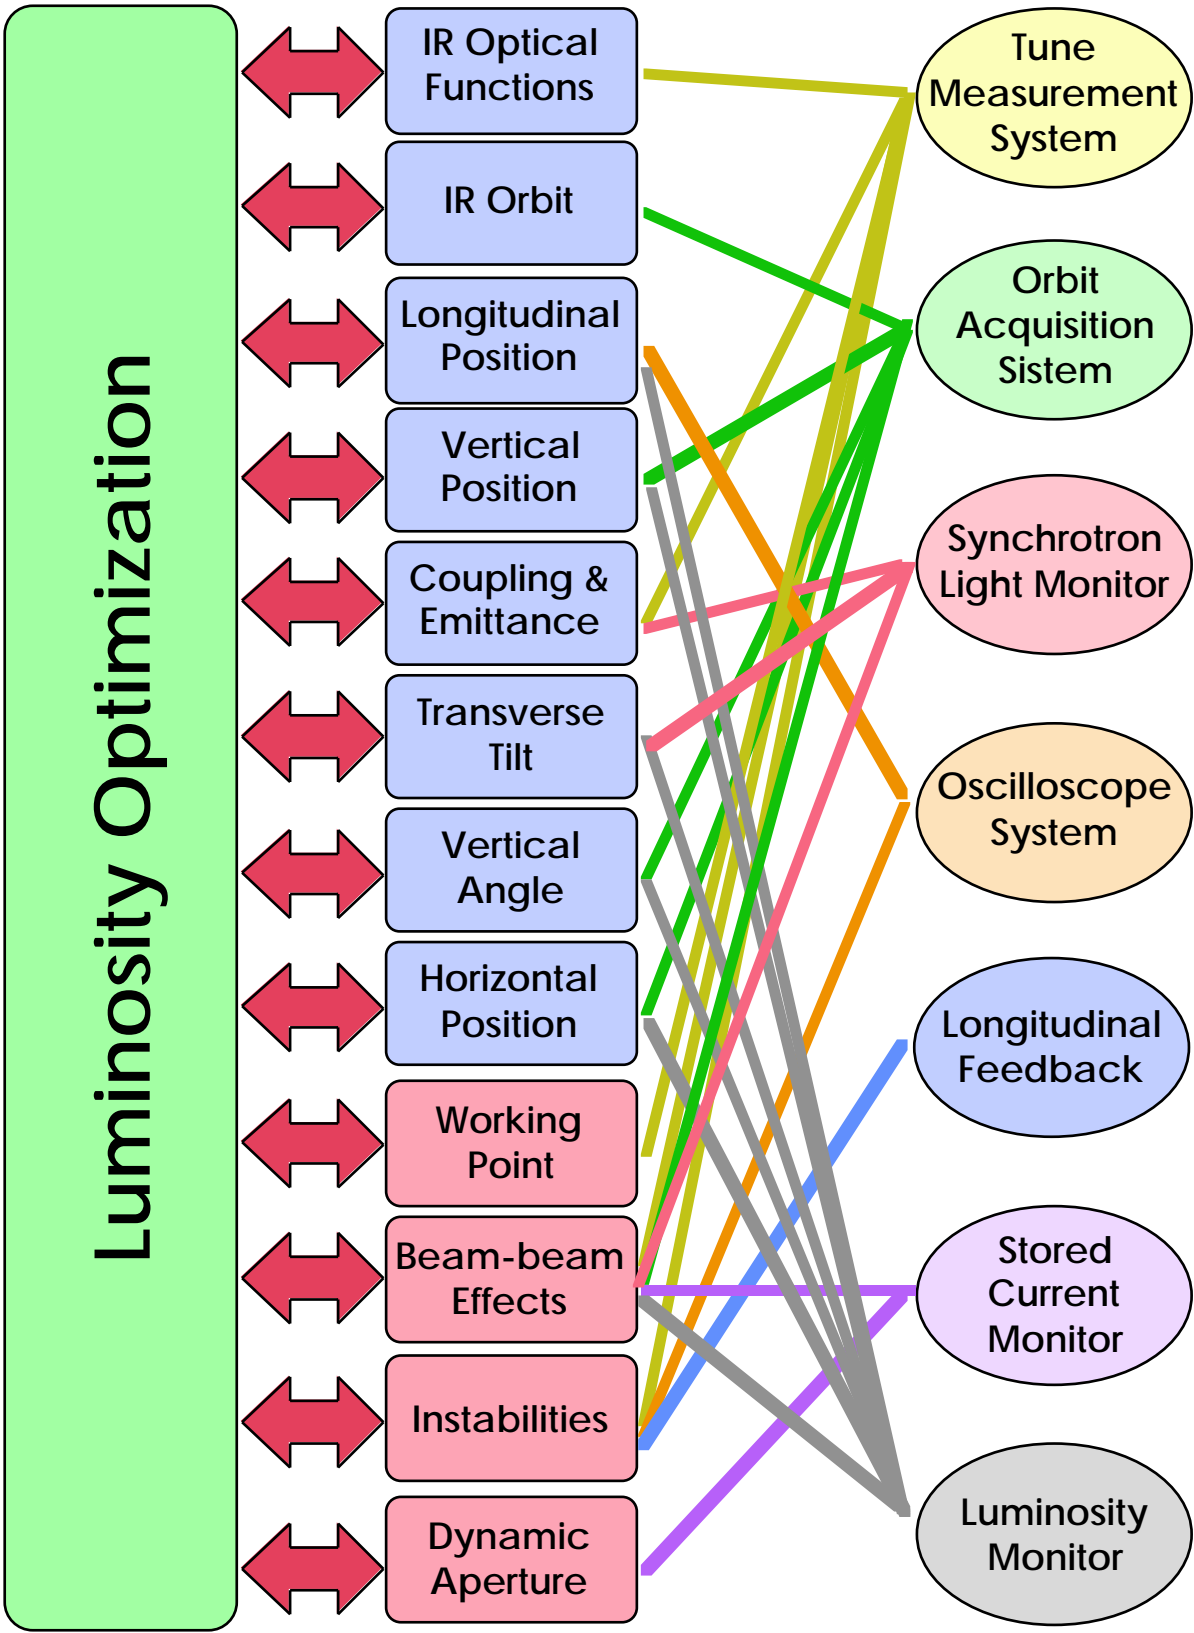 Luminosity Optimization
IR Optical
Functions
IR Orbit
Longitudinal
Position
Vertical
Position
Coupling &
Emittance
Transverse
Tilt
Vertical
Angle
Horizontal
Position
Working
Point
Beam-beam
Effects
Instabilities
Dynamic
Aperture
Tune
Measurement
System
Orbit
Acquisition
Sistem
Synchrotron
Light Monitor
Oscilloscope
System
Longitudinal
Feedback
Stored
Current
Monitor
Luminosity
Monitor